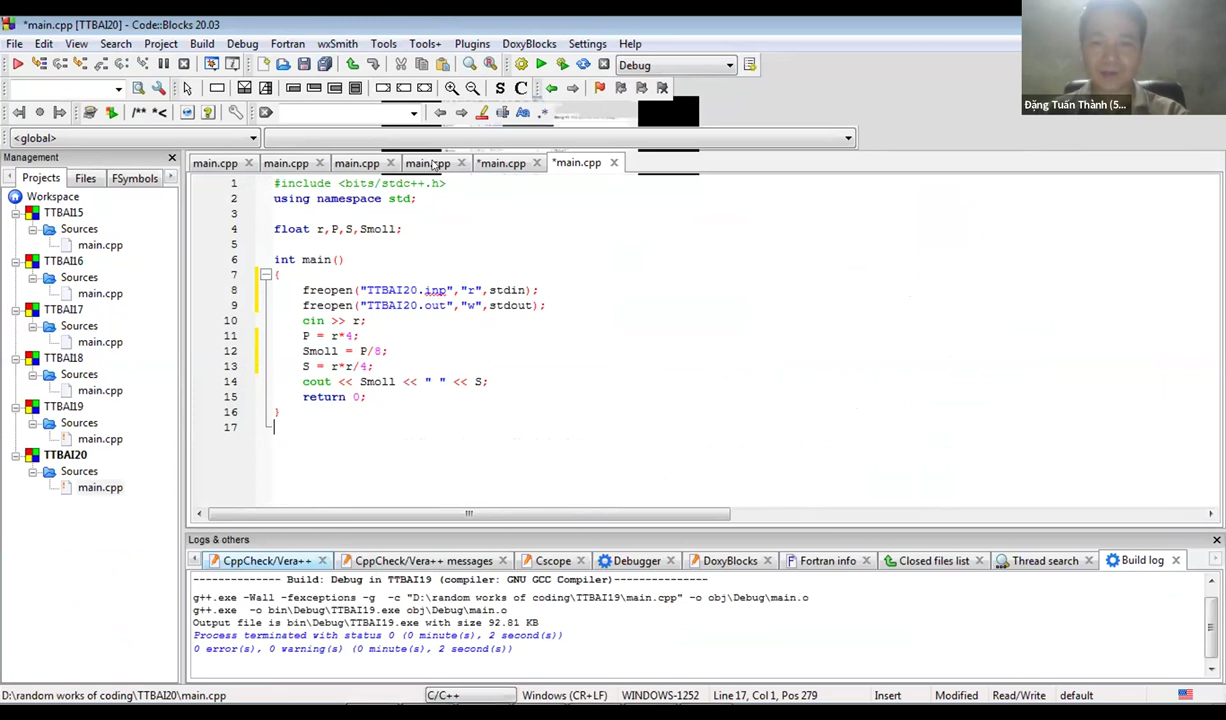 *main.cpp [TTBAI20] - Code::Blocks 20.03
File Edit View Search Project Build Debug Fortran wxSmith Tools Tools+ Plugins DoxyBlocks Settings Help
Đặng Tuấn Thành (5...
Debug
S C
/** *<
Aa .*
<global>
Management
main.cpp main.cpp main.cpp main.cpp *main.cpp *main.cpp
Projects Files FSymbols
Workspace
TTBAI15
Sources
main.cpp
TTBAI16
Sources
main.cpp
TTBAI17
Sources
main.cpp
TTBAI18
Sources
main.cpp
TTBAI19
Sources
main.cpp
TTBAI20
Sources
main.cpp
1 #include <bits/stdc++.h>
2 using namespace std;
3
4 float r,P,S,Smoll;
5
6 int main()
7 {
8 freopen("TTBAI20.inp","r",stdin);
9 freopen("TTBAI20.out","w",stdout);
10 cin >> r;
11 P = r*4;
12 Smoll = P/8;
13 S = r*r/4;
14 cout << Smoll << " " << S;
15 return 0;
16 }
17
Logs & others
CppCheck/Vera++ CppCheck/Vera++ messages Cscope Debugger DoxyBlocks Fortran info Closed files list Thread search Build log
-------------- Build: Debug in TTBAI19 (compiler: GNU GCC Compiler)---------------
g++.exe -Wall -fexceptions -g -c "D:\random works of coding\TTBAI19\main.cpp" -o obj\Debug\main.o
g++.exe -o bin\Debug\TTBAI19.exe obj\Debug\main.o
Output file is bin\Debug\TTBAI19.exe with size 92.81 KB
Process terminated with status 0 (0 minute(s), 2 second(s))
0 error(s), 0 warning(s) (0 minute(s), 2 second(s))
D:\random works of coding\TTBAI20\main.cpp C/C++ Windows (CR+LF) WINDOWS-1252 Line 17, Col 1, Pos 279 Insert Modified Read/Write default